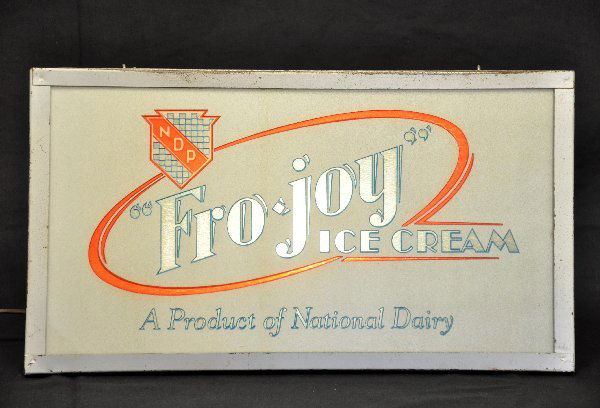 NDP
"Fro-joy"
ICE CREAM
A Product of National Dairy